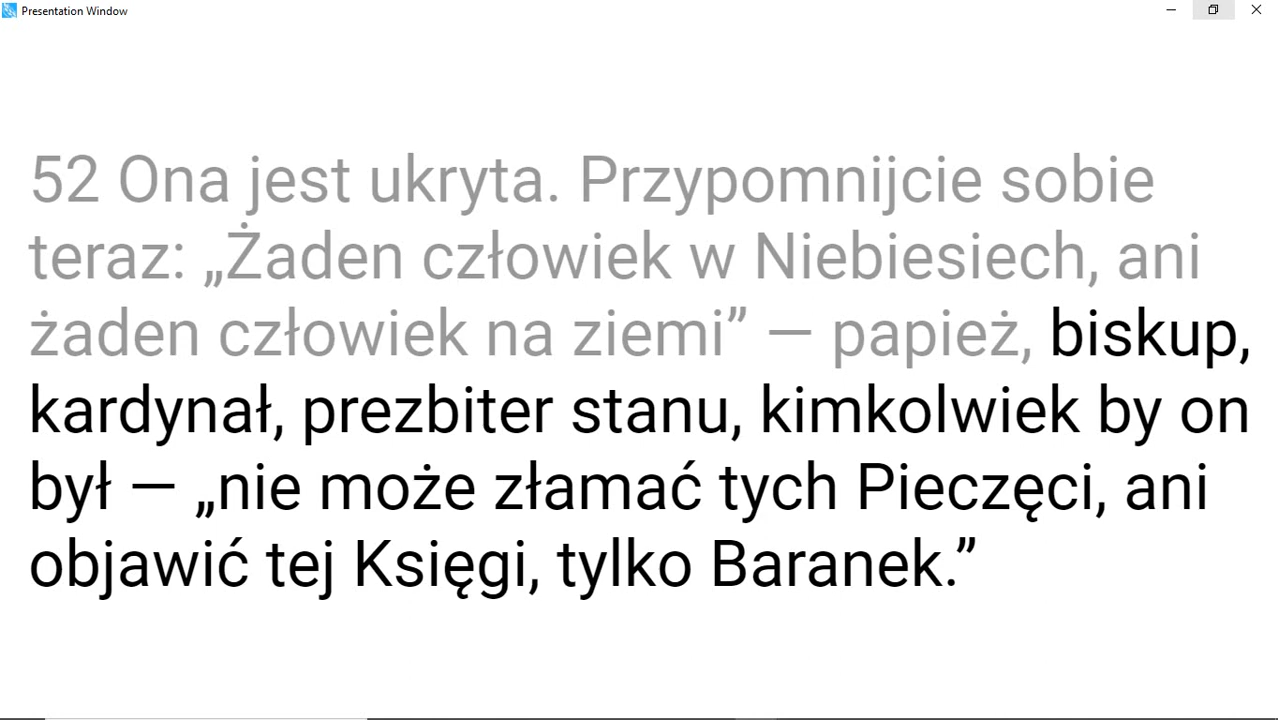 Presentation Window
52 Ona jest ukryta. Przypomnijcie sobie
teraz: „Żaden człowiek w Niebiesiech, ani
żaden człowiek na ziemi” — papież, biskup,
kardynał, prezbiter stanu, kimkolwiek by on
był — „nie może złamać tych Pieczęci, ani
objawić tej Księgi, tylko Baranek.”